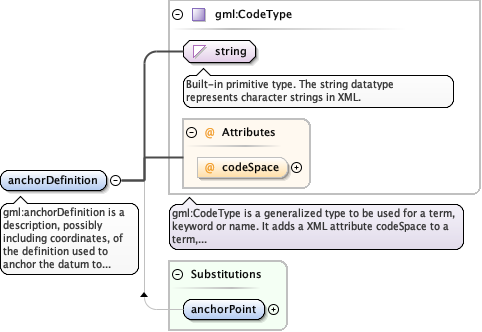 gml:CodeType
string
Built-in primitive type. The string datatype
represents character strings in XML.
@ Attributes
@ codeSpace
anchorDefinition
gml:anchorDefinition is a
description, possibly
including coordinates, of
the definition used to
anchor the datum to...
gml:CodeType is a generalized type to be used for a term,
keyword or name. It adds a XML attribute codeSpace to a
term,...
Substitutions
anchorPoint